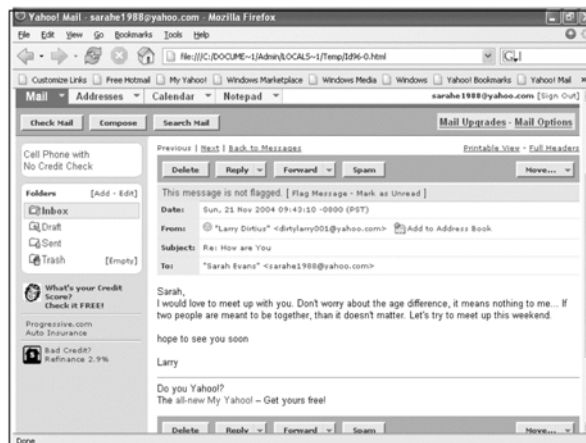 Yahoo! Mail - sarahe1988@yahoo.com - Mozilla Firefox
File Edit View Go Bookmarks Tools Help
file:///C:/DOCUME~1/Admin/LOCALS~1/Temp/Id96-0.html
Customize Links Free Hotmail My Yahoo! Windows Marketplace Windows Media Windows Yahoo! Bookmarks Yahoo! Mail
Mail Addresses Calendar Notepad sarahe1988@yahoo.com [Sign Out]
Check Mail Compose Search Mail Mail Upgrades - Mail Options
Cell Phone with
No Credit Check
Folders [Add - Edit]
Inbox
Draft
Sent
Trash [Empty]
What's your Credit
Score?
Check it FREE!
Progressive.com
Auto Insurance
Bad Credit?
Refinance 2.9%
Previous | Next | Back to Messages Printable View - Full Headers
Delete Reply Forward Spam Move...
This message is not flagged. [ Flag Message - Mark as Unread ]
Date: Sun, 21 Nov 2004 09:43:10 -0800 (PST)
From: "Larry Dirtius" <dirtylarry001@yahoo.com> Add to Address Book
Subject: Re: How are You
To: "Sarah Evans" <sarahe1988@yahoo.com>
Sarah,
I would love to meet up with you. Don't worry about the age difference, it means nothing to me... If
two people are meant to be together, than it doesn't matter. Let's try to meet up this weekend.
hope to see you soon
Larry
Do you Yahoo!?
The all-new My Yahoo! – Get yours free!
Delete Reply Forward Spam Move...
Done